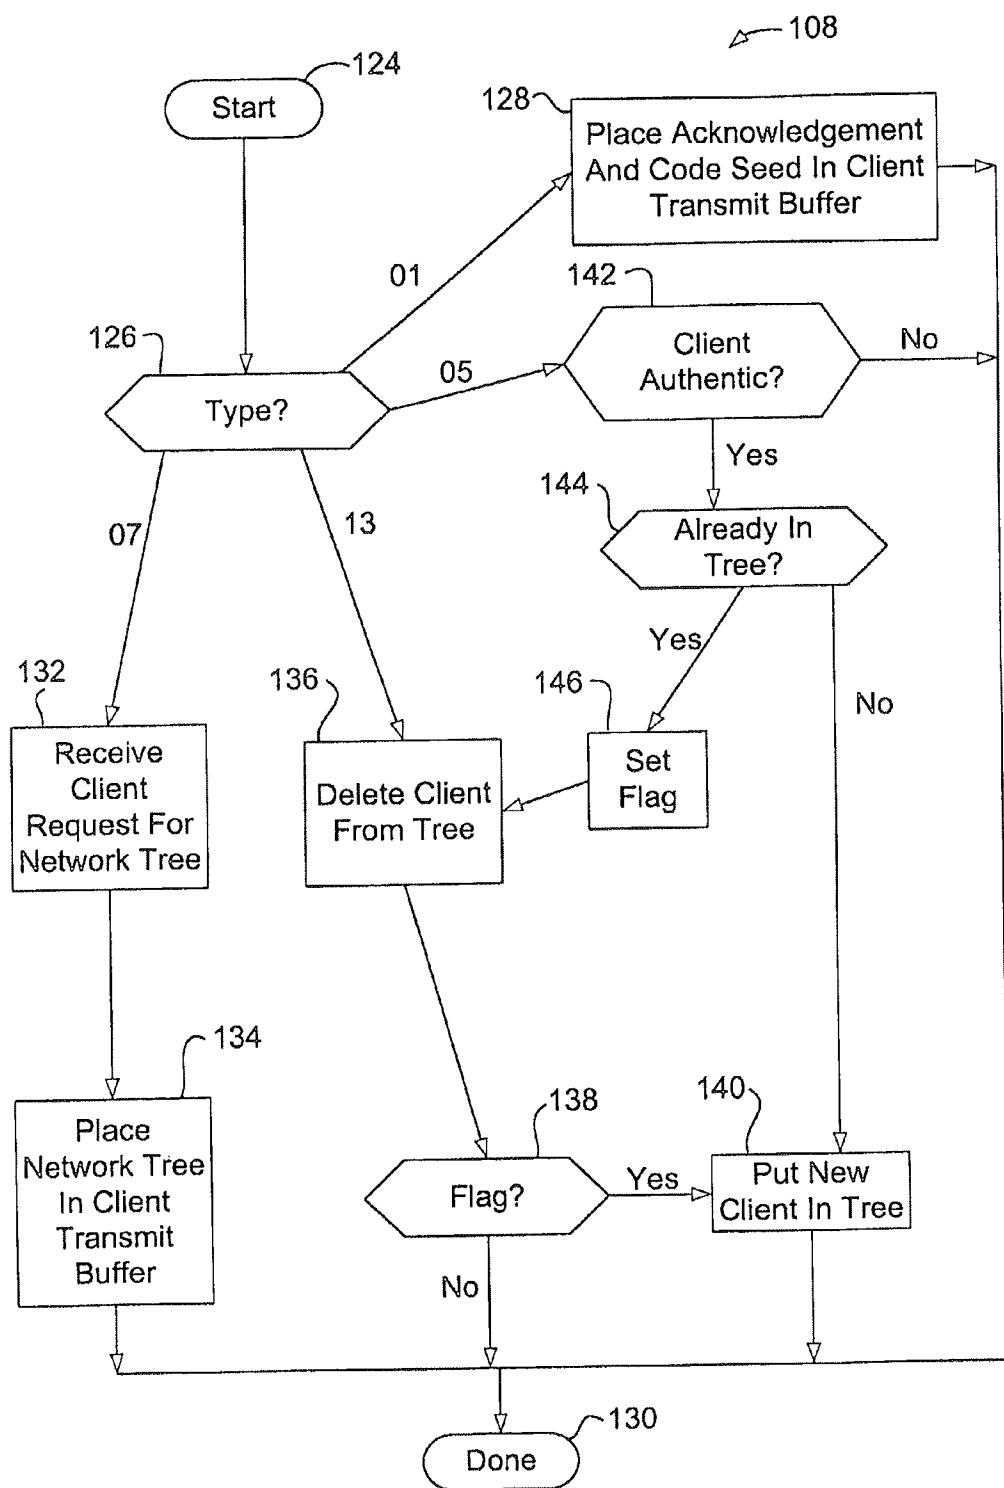 108
124
Start
128
Place Acknowledgement
And Code Seed In Client
Transmit Buffer
01
142
Client
Authentic?
No
126
Type?
05
Yes
144
Already In
Tree?
07
13
Yes
No
132
Receive
Client
Request For
Network Tree
136
Delete Client
From Tree
146
Set
Flag
134
Place
Network Tree
In Client
Transmit
Buffer
138
Flag?
Yes
No
140
Put New
Client In Tree
130
Done